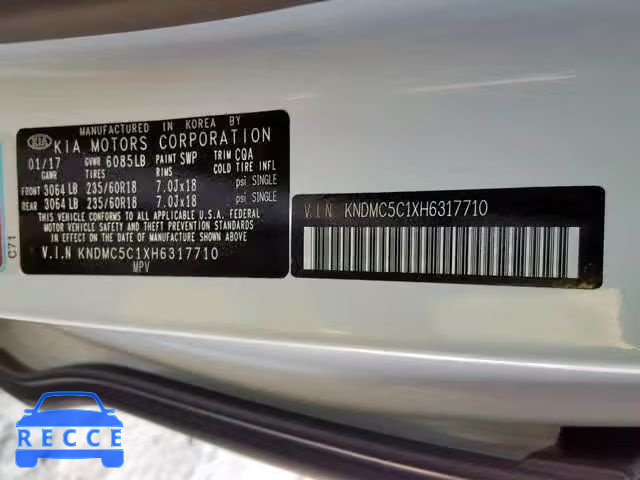 MANUFACTURED IN KOREA BY
KIA KIA MOTORS CORPORATION
01/17 GVWR 6085LB PAINT SWP TRIM CQA
GAWR TIRES RIMS COLD TIRE INFL
FRONT 3064 LB 235/60R18 7.0Jx18 psi SINGLE
REAR 3064 LB 235/60R18 7.0Jx18 psi SINGLE
THIS VEHICLE CONFORMS TO ALL APPLICABLE U.S.A. FEDERAL
MOTOR VEHICLE SAFETY STANDARDS
IN EFFECT ON THE DATE OF MANUFACTURE SHOWN ABOVE.
V.I.N KNDMC5C1XH6317710
MPV
C71
V.I.N KNDMC5C1XH6317710
RECCE